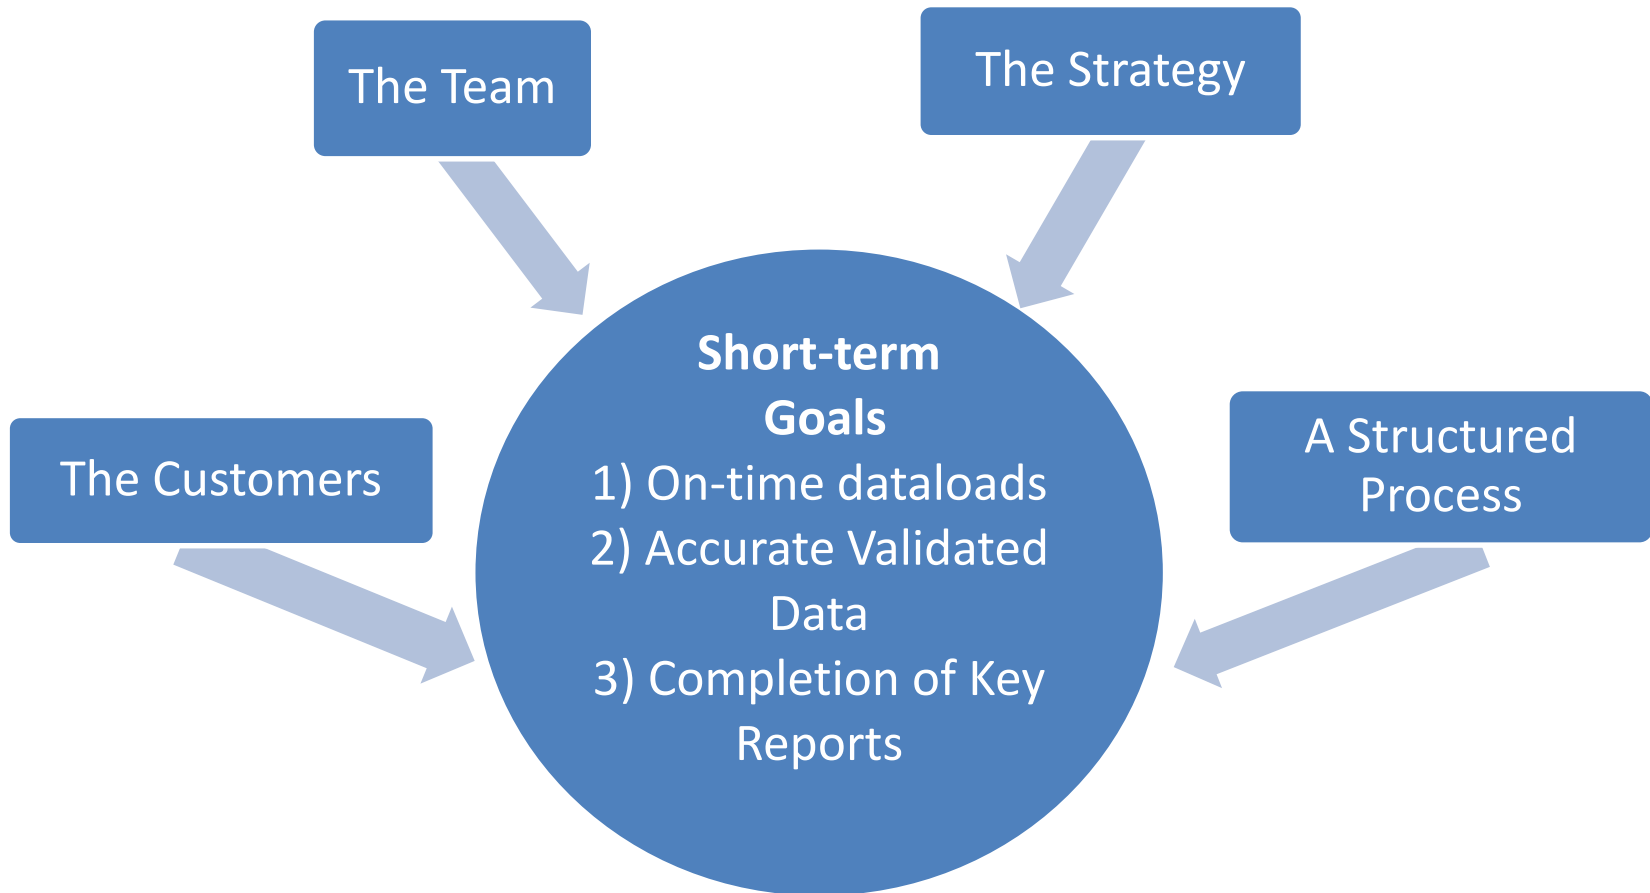 The Team
The Strategy
The Customers
Short-term
Goals
1) On-time dataloads
2) Accurate Validated
Data
3) Completion of Key
Reports
A Structured
Process